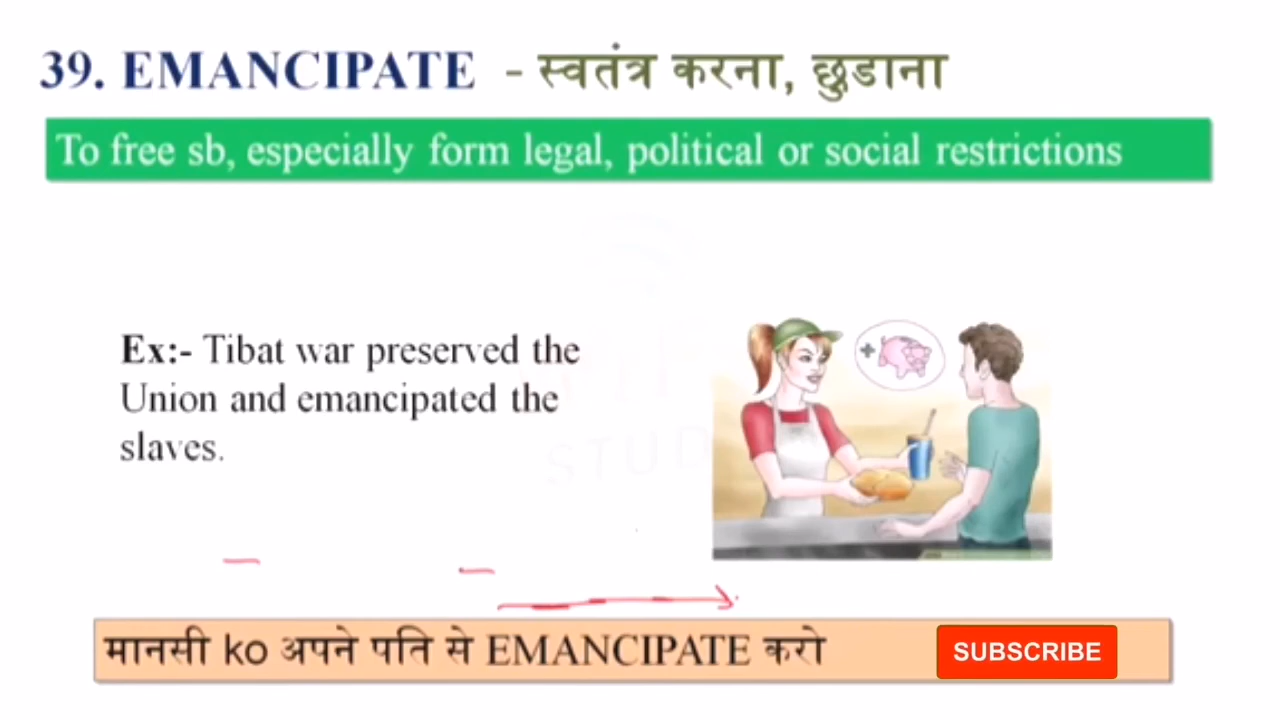 39. EMANCIPATE - स्वतंत्र करना, छुडाना
To free sb, especially form legal, political or social restrictions
Ex:- Tibat war preserved the
Union and emancipated the
slaves.
STUD
मानसी ko अपने पति से EMANCIPATE करो
SUBSCRIBE